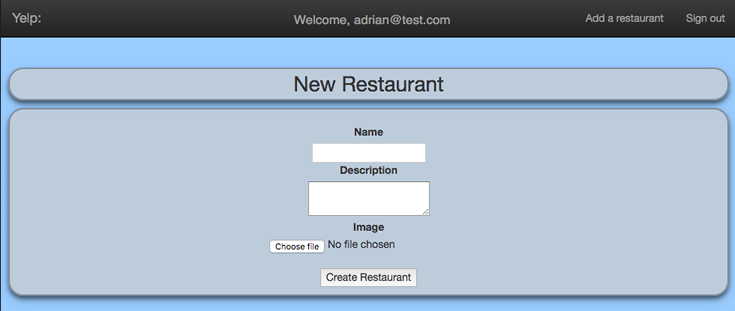 Yelp: Welcome, adrian@test.com Add a restaurant Sign out
New Restaurant
Name
Description
Image
Choose file No file chosen
Create Restaurant